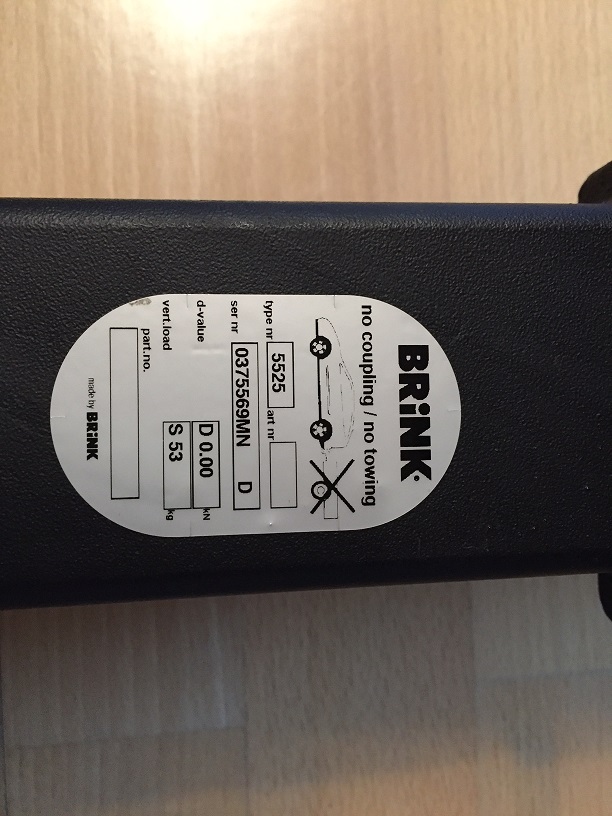 BRiNK
no coupling / no towing
type nr 5525 art nr
ser nr 0375569MN D
d-value D 0.00 kN
vert.load S 53 kg
part.no.
made by BRiNK